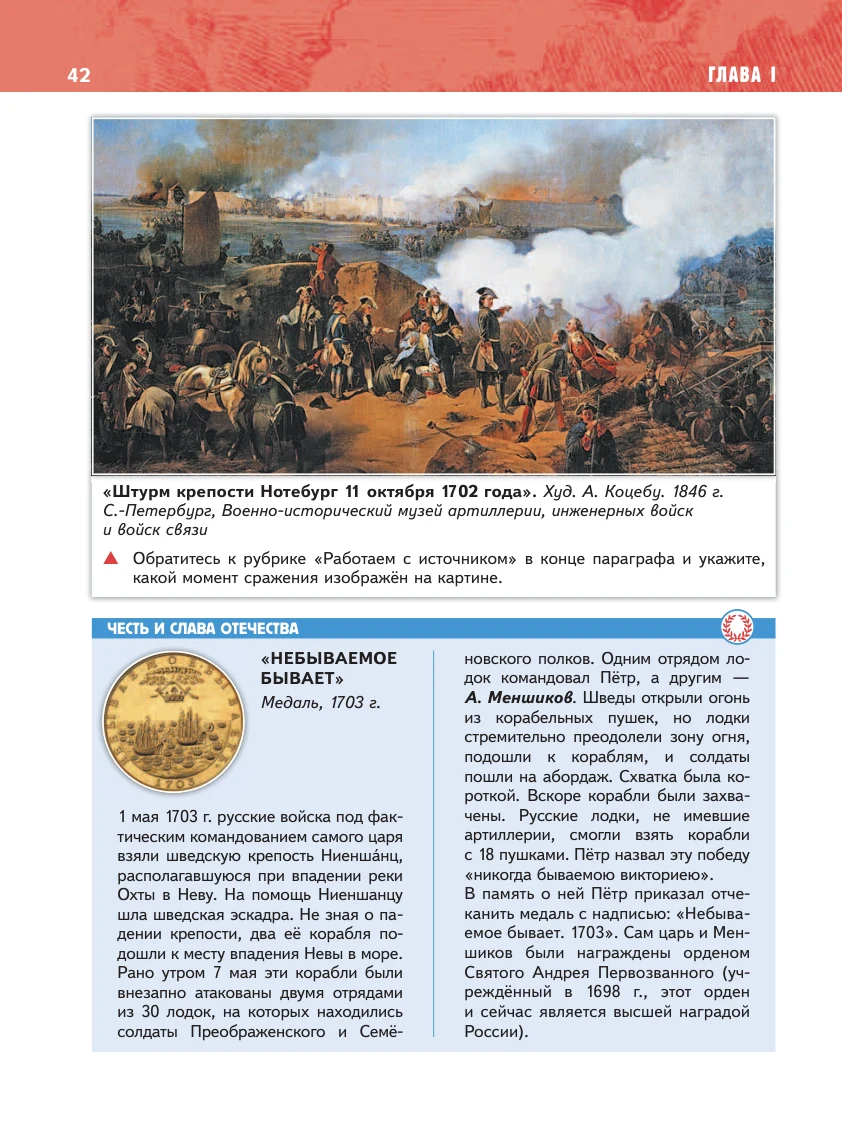 42
ГЛАВА I
«Штурм крепости Нотебург 11 октября 1702 года». Худ. А. Коцебу. 1846 г.
С.-Петербург, Военно-исторический музей артиллерии, инженерных войск
и войск связи
Обратитесь к рубрике «Работаем с источником» в конце параграфа и укажите,
какой момент сражения изображён на картине.
ЧЕСТЬ И СЛАВА ОТЕЧЕСТВА
НЕБЫВАЕМОЕ БЫВАЕТ
1703
«НЕБЫВАЕМОЕ
БЫВАЕТ»
Медаль, 1703 г.
1 мая 1703 г. русские войска под фак-
тическим командованием самого царя
взяли шведскую крепость Ниенша́нц,
располагавшуюся при впадении реки
Охты в Неву. На помощь Ниеншанцу
шла шведская эскадра. Не зная о па-
дении крепости, два её корабля по-
дошли к месту впадения Невы в море.
Рано утром 7 мая эти корабли были
внезапно атакованы двумя отрядами
из 30 лодок, на которых находились
солдаты Преображенского и Семё-
новского полков. Одним отрядом ло-
док командовал Пётр, а другим —
А. Меншиков. Шведы открыли огонь
из корабельных пушек, но лодки
стремительно преодолели зону огня,
подошли к кораблям, и солдаты
пошли на абордаж. Схватка была ко-
роткой. Вскоре корабли были захва-
чены. Русские лодки, не имевшие
артиллерии, смогли взять корабли
с 18 пушками. Пётр назвал эту победу
«никогда бываемою викториею».
В память о ней Пётр приказал отче-
канить медаль с надписью: «Небыва-
емое бывает. 1703». Сам царь и Мен-
шиков были награждены орденом
Святого Андрея Первозванного (уч-
реждённый в 1698 г., этот орден
и сейчас является высшей наградой
России).